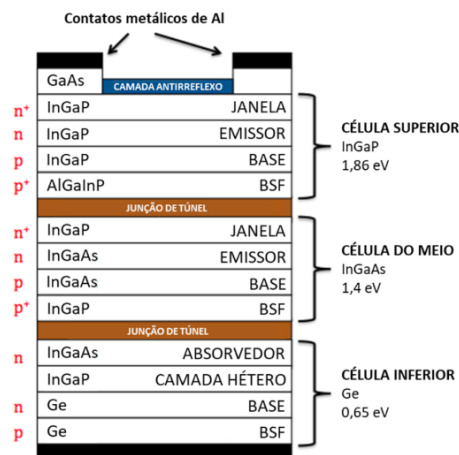 Contatos metálicos de Al
GaAs
CAMADA ANTIRREFLEXO
n+ InGaP JANELA
n InGaP EMISSOR
p InGaP BASE
p+ AlGaInP BSF
CÉLULA SUPERIOR
InGaP
1,86 eV
JUNÇÃO DE TÚNEL
n+ InGaP JANELA
n InGaAs EMISSOR
p InGaAs BASE
p+ InGaP BSF
CÉLULA DO MEIO
InGaAs
1,4 eV
JUNÇÃO DE TÚNEL
n InGaAs ABSORVEDOR
InGaP CAMADA HÉTERO
n Ge BASE
p Ge BSF
CÉLULA INFERIOR
Ge
0,65 eV